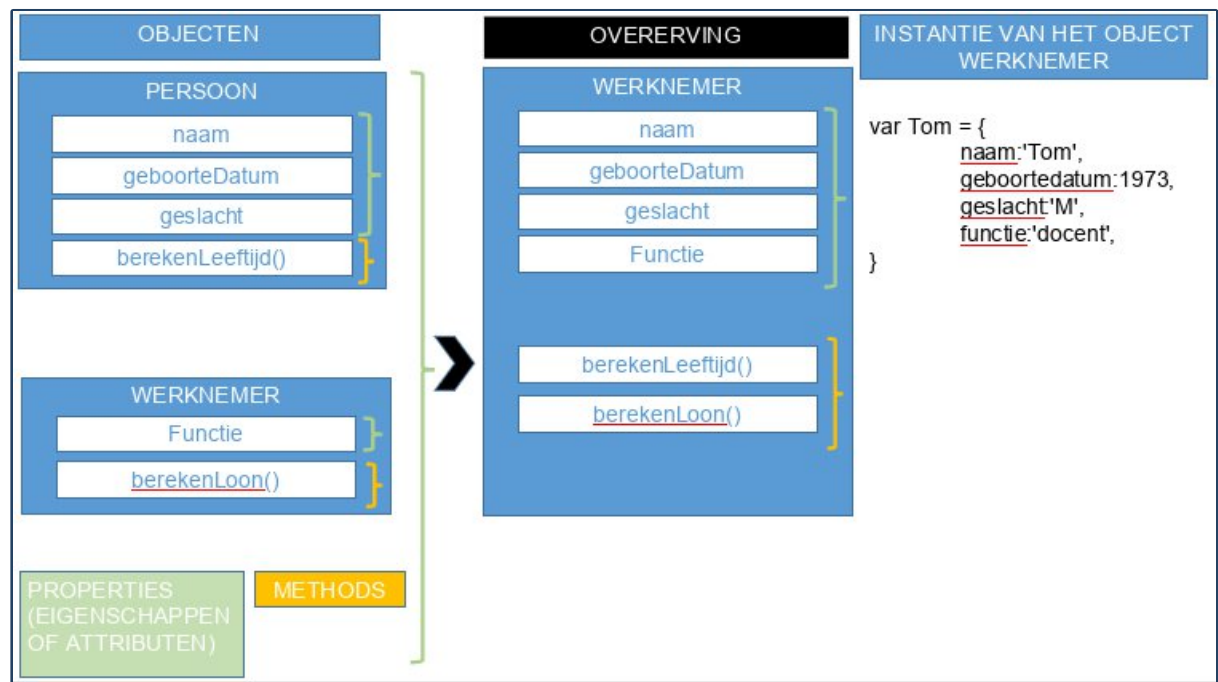 OBJECTEN
PERSOON
naam
geboorteDatum
geslacht
berekenLeeftijd()
WERKNEMER
Functie
berekenLoon()
PROPERTIES
(EIGENSCHAPPEN
OF ATTRIBUTEN)
METHODS
OVERERVING
WERKNEMER
naam
geboorteDatum
geslacht
Functie
berekenLeeftijd()
berekenLoon()
INSTANTIE VAN HET OBJECT
WERKNEMER
var Tom = {
naam:'Tom',
geboortedatum:1973,
geslacht:'M',
functie:'docent',
}